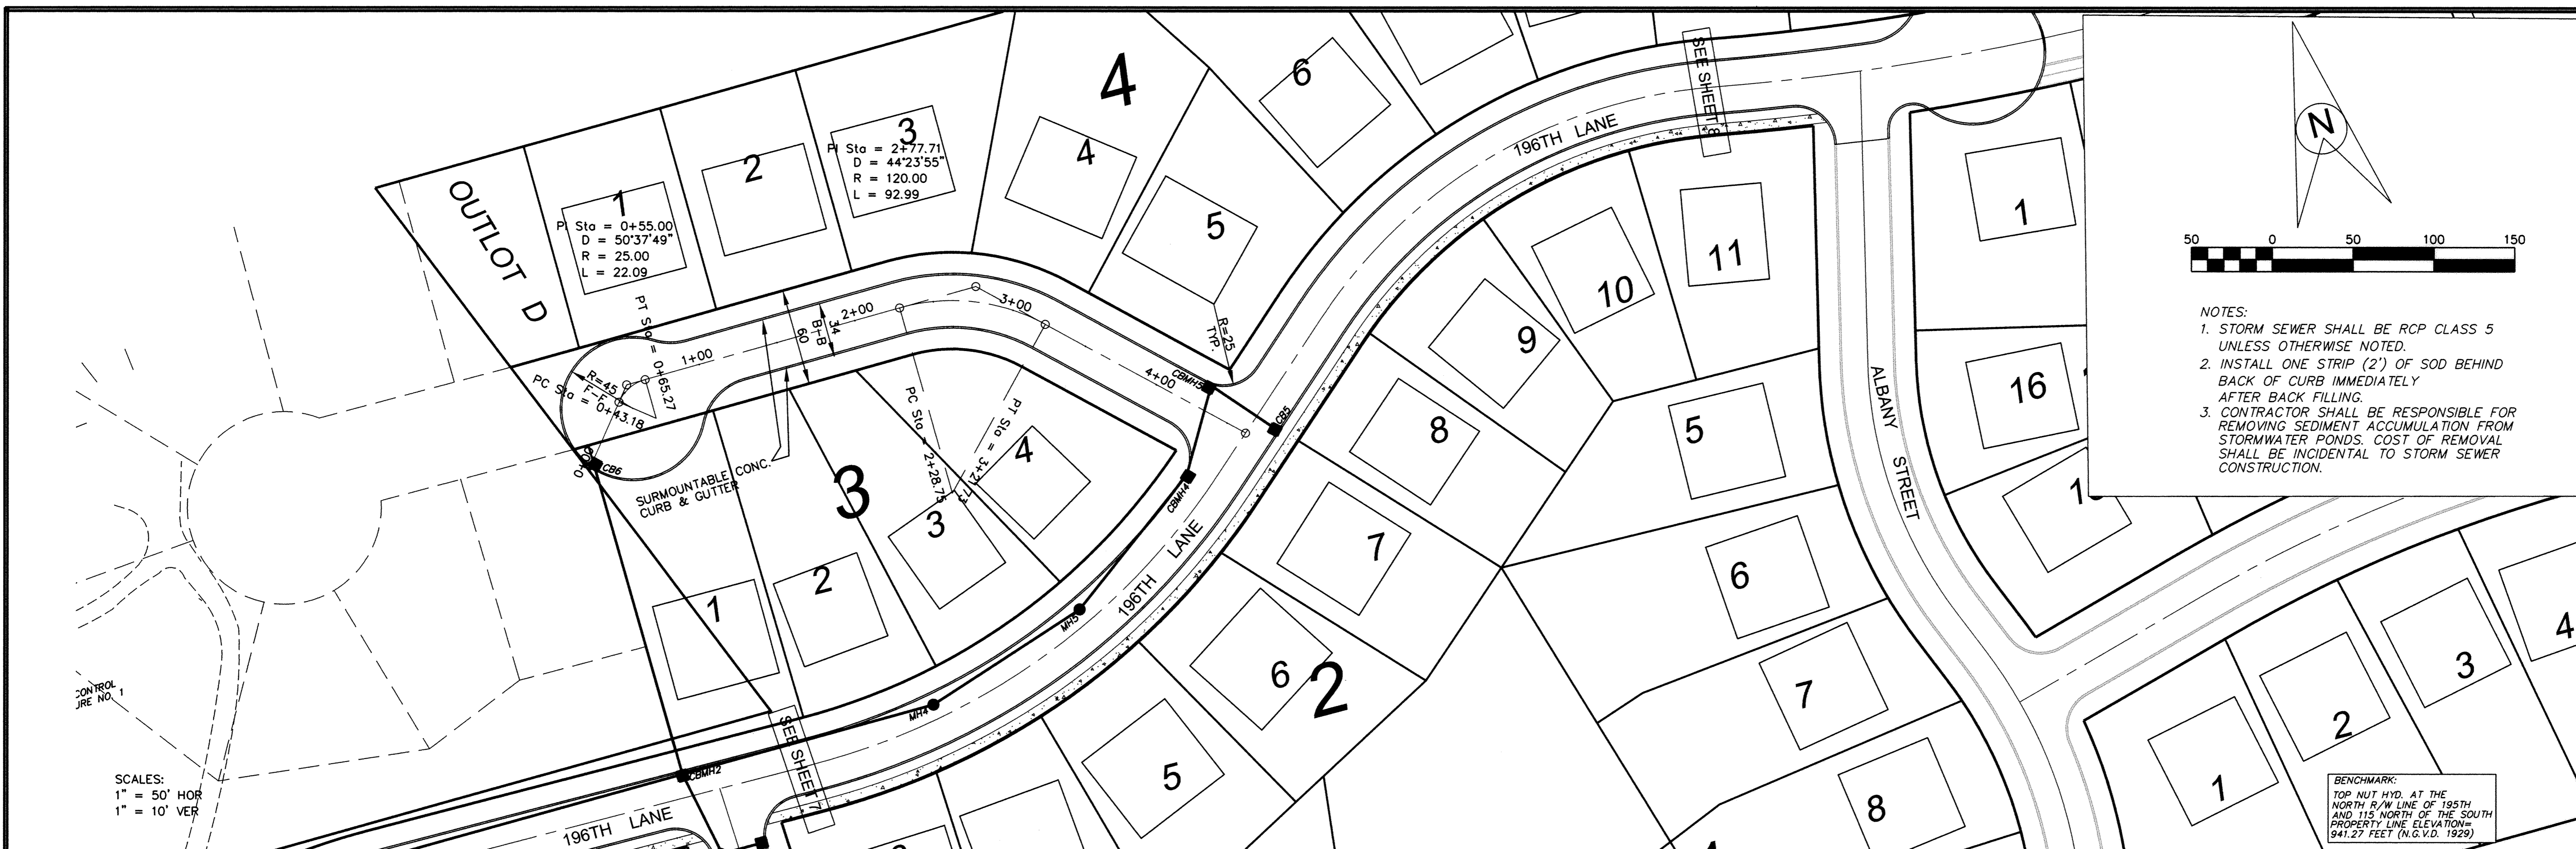 4
6
SEE SHEET 8
196TH LANE
N
3
PI Sta = 2+77.71
D = 44°23'55"
R = 120.00
L = 92.99
4
2
1
PI Sta = 0+55.00
D = 50°37'49"
R = 25.00
L = 22.09
OUTLOT D
5
11
10
1
50 0 50 100 150
NOTES:
1. STORM SEWER SHALL BE RCP CLASS 5
UNLESS OTHERWISE NOTED.
2. INSTALL ONE STRIP (2') OF SOD BEHIND
BACK OF CURB IMMEDIATELY
AFTER BACK FILLING.
3. CONTRACTOR SHALL BE RESPONSIBLE FOR
REMOVING SEDIMENT ACCUMULATION FROM
STORMWATER PONDS. COST OF REMOVAL
SHALL BE INCIDENTAL TO STORM SEWER
CONSTRUCTION.
PT Sta = 0+65.27
2+00
3+00
34
B-B
60
1+00
R=25
TYP.
9
R=45
F-F
PC Sta = 0+43.18
4+00
CBMH5
CB5
8
5
16
ALBANY STREET
0+00
CB6
SURMOUNTABLE CONC.
CURB & GUTTER
3
PC Sta = 2+28.75
PT Sta = 3+21.73
4
3
CBMH4
7
196TH LANE
6
1
2
MH5
6
2
7
3
4
MH4
SEE SHEET 7
CBMH2
5
2
1
8
CONTROL
URE NO. 1
SCALES:
1" = 50' HOR
1" = 10' VER
196TH LANE
BENCHMARK:
TOP NUT HYD. AT THE
NORTH R/W LINE OF 195TH
AND 115 NORTH OF THE SOUTH
PROPERTY LINE ELEVATION=
941.27 FEET (N.G.V.D. 1929)